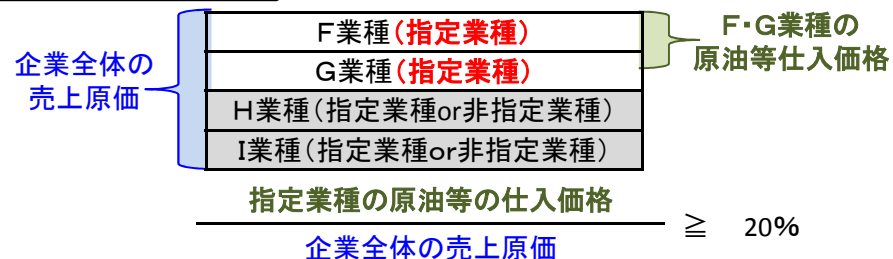 F業種(指定業種)
G業種(指定業種)
H業種(指定業種or非指定業種)
I業種(指定業種or非指定業種)
企業全体の
売上原価
F・G業種の
原油等仕入価格
指定業種の原油等の仕入価格
企業全体の売上原価
≧ 20%